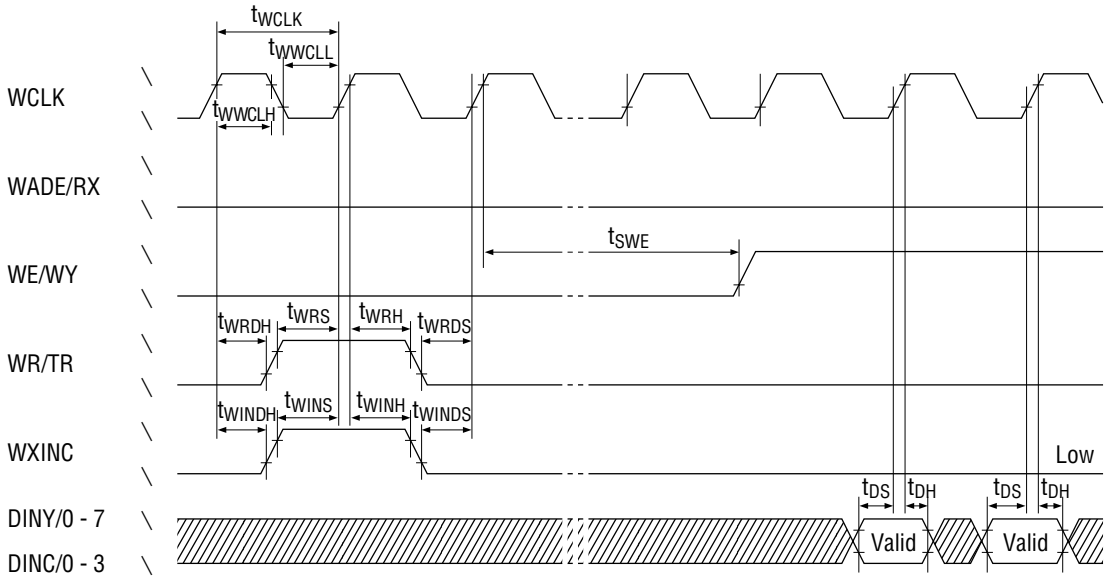 tWCLK
tWWCLL
WCLK
tWWCLH
WADE/RX
tSWE
WE/WY
tWRDH tWRS tWRH tWRDS
WR/TR
tWINDH tWINS tWINH tWINDS
WXINC
Low
tDS tDH tDS tDH
DINY/0 - 7
Valid Valid
DINC/0 - 3